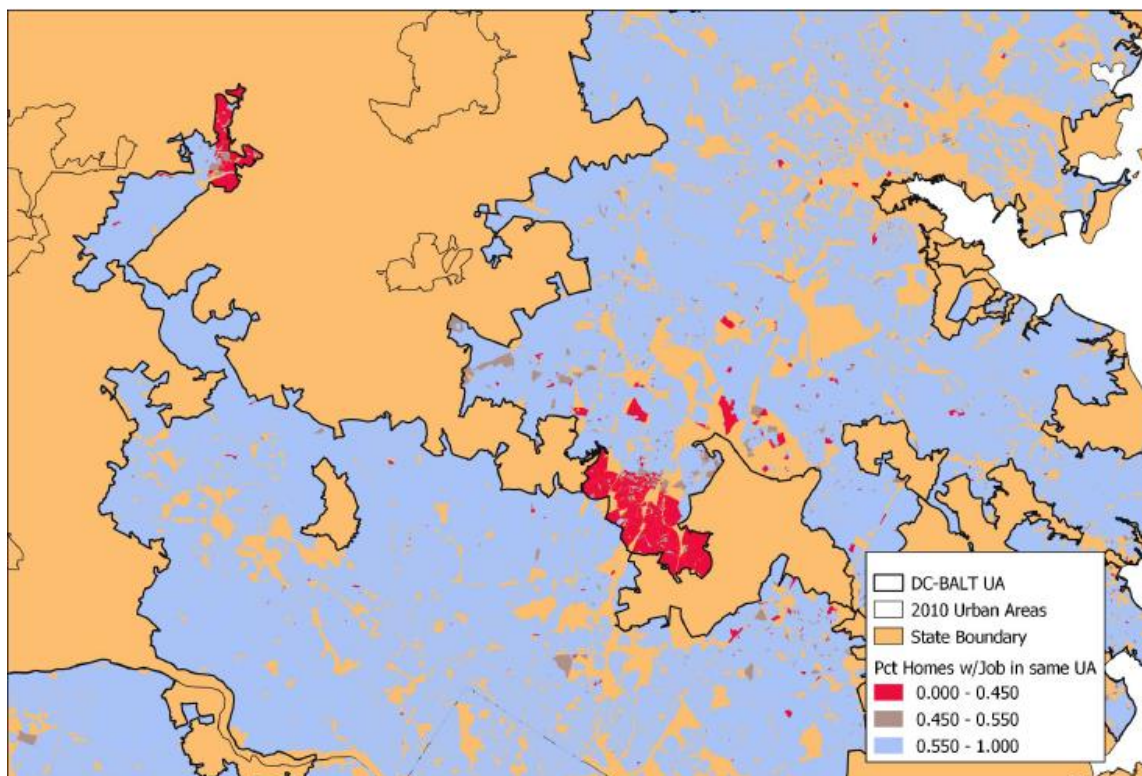 DC-BALT UA
2010 Urban Areas
State Boundary
Pct Homes w/Job in same UA
0.000 - 0.450
0.450 - 0.550
0.550 - 1.000